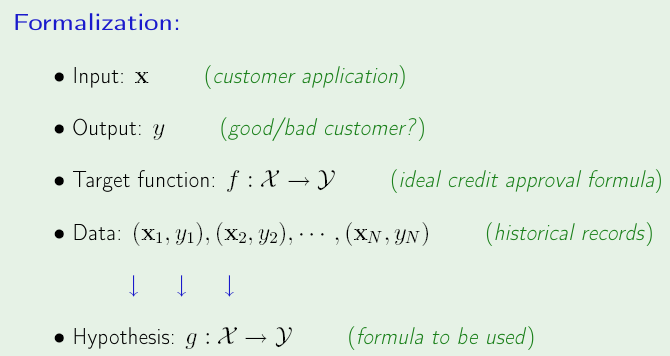 Formalization:
• Input: x (customer application)
• Output: y (good/bad customer?)
• Target function: f : 𝒳 → 𝒴 (ideal credit approval formula)
• Data: (x₁, y₁), (x₂, y₂), ⋯ , (x_N, y_N) (historical records)
↓ ↓ ↓
• Hypothesis: g : 𝒳 → 𝒴 (formula to be used)